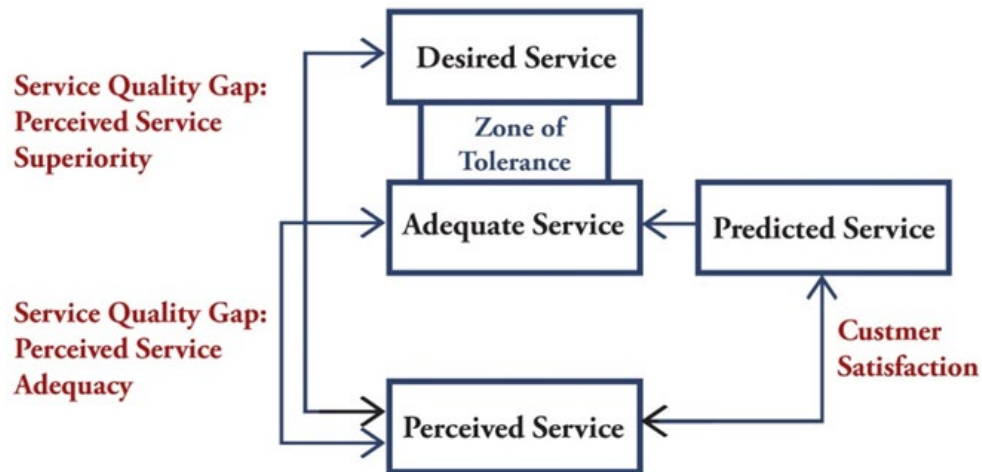 Desired Service
Service Quality Gap:
Perceived Service
Superiority
Zone of
Tolerance
Adequate Service
Predicted Service
Service Quality Gap:
Perceived Service
Adequacy
Custmer
Satisfaction
Perceived Service